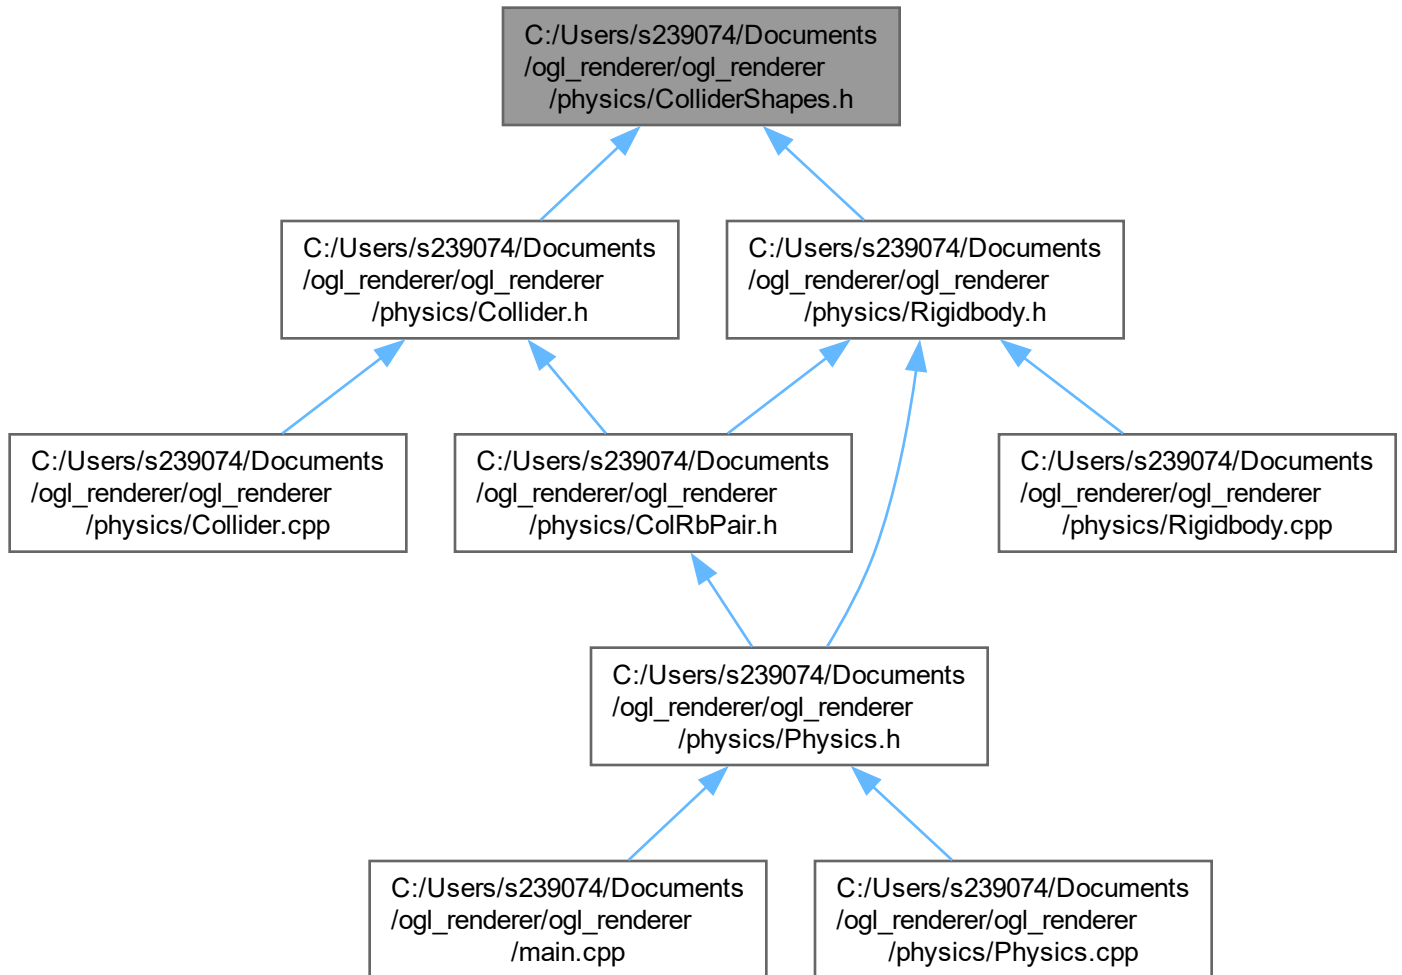 C:/Users/s239074/Documents
/ogl_renderer/ogl_renderer
/physics/ColliderShapes.h
C:/Users/s239074/Documents
/ogl_renderer/ogl_renderer
/physics/Collider.h
C:/Users/s239074/Documents
/ogl_renderer/ogl_renderer
/physics/Rigidbody.h
C:/Users/s239074/Documents
/ogl_renderer/ogl_renderer
/physics/Collider.cpp
C:/Users/s239074/Documents
/ogl_renderer/ogl_renderer
/physics/ColRbPair.h
C:/Users/s239074/Documents
/ogl_renderer/ogl_renderer
/physics/Rigidbody.cpp
C:/Users/s239074/Documents
/ogl_renderer/ogl_renderer
/physics/Physics.h
C:/Users/s239074/Documents
/ogl_renderer/ogl_renderer
/main.cpp
C:/Users/s239074/Documents
/ogl_renderer/ogl_renderer
/physics/Physics.cpp